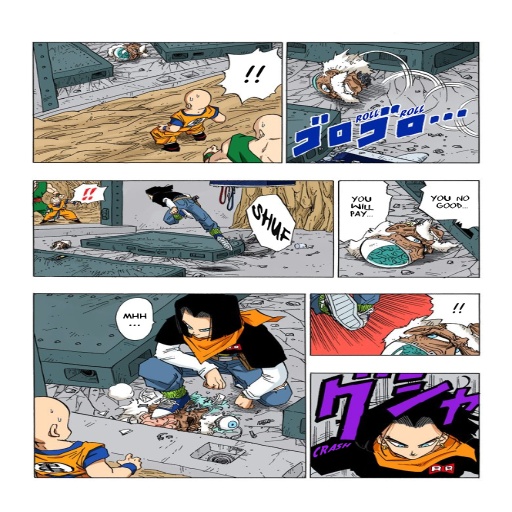 !!
ROLL
ROLL
ゴロゴロ...
!!
SHUF
YOU
WILL
PAY...
YOU NO
GOOD...
MHH
...
!!
グシャ
CRASH
RR